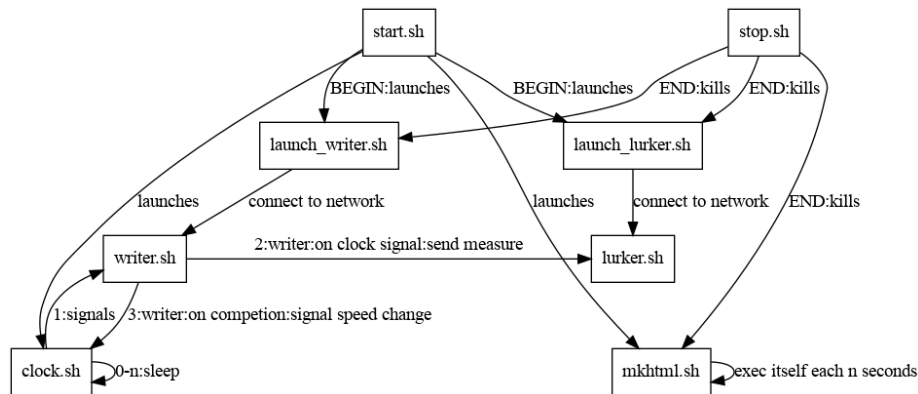 start.sh
stop.sh
BEGIN:launches
BEGIN:launches
END:kills
END:kills
launch_writer.sh
launch_lurker.sh
launches
connect to network
launches
connect to network
END:kills
writer.sh
2:writer:on clock signal:send measure
lurker.sh
1:signals
3:writer:on competion:signal speed change
clock.sh
0-n:sleep
mkhtml.sh
exec itself each n seconds